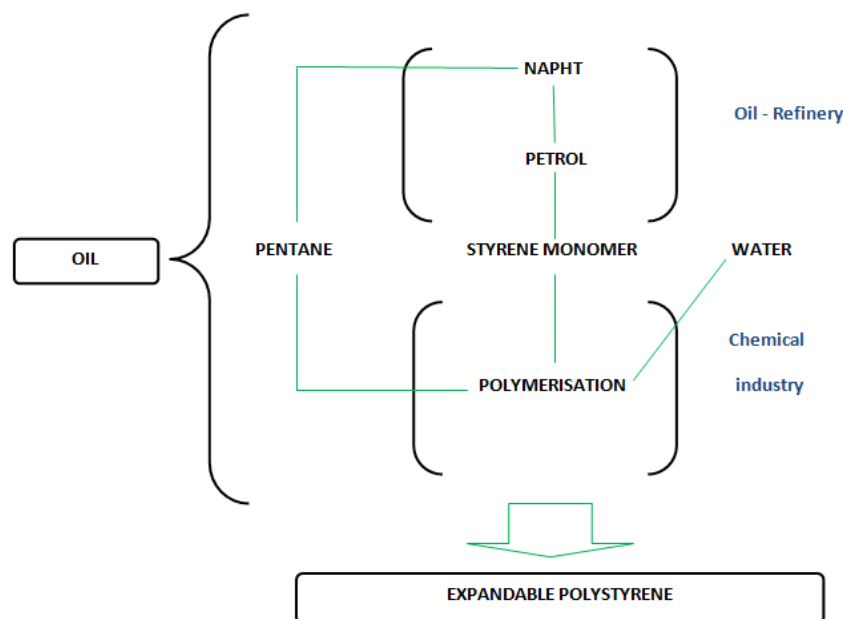 NAPHT
Oil - Refinery
PETROL
OIL
PENTANE
STYRENE MONOMER
WATER
Chemical
industry
POLYMERISATION
EXPANDABLE POLYSTYRENE